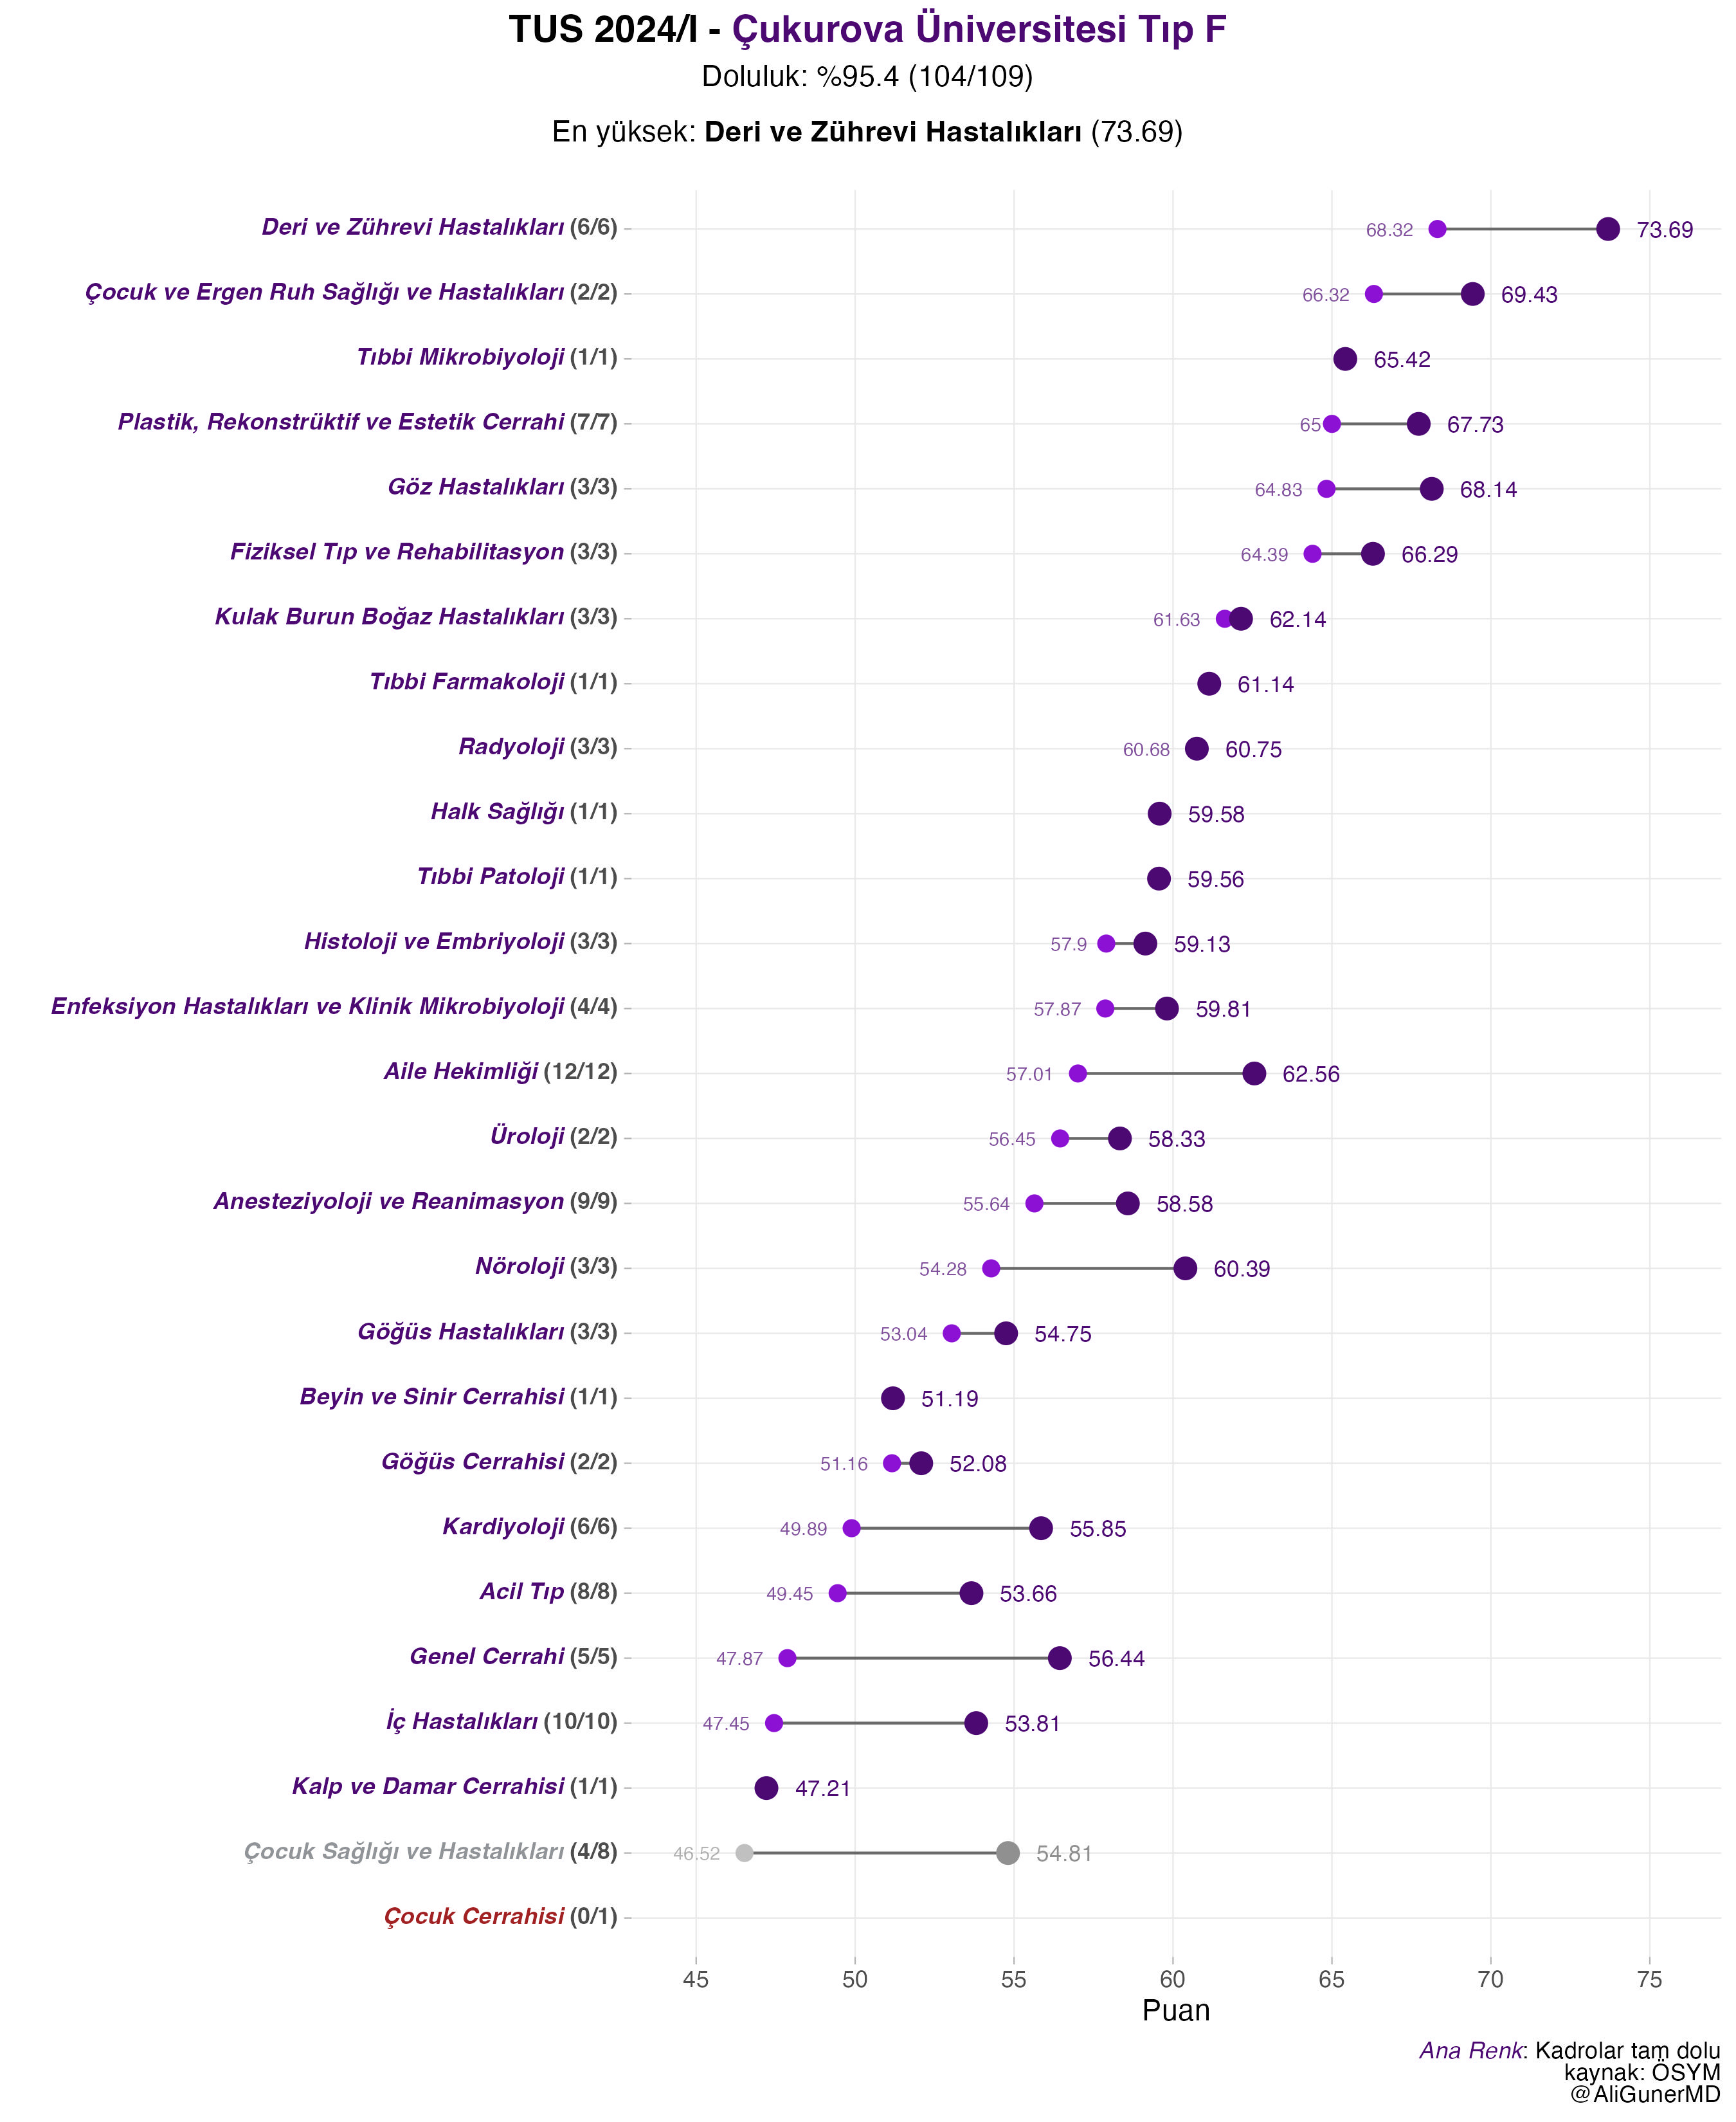 TUS 2024/I - Çukurova Üniversitesi Tıp F
Doluluk: %95.4 (104/109)
En yüksek: Deri ve Zührevi Hastalıkları (73.69)
Deri ve Zührevi Hastalıkları (6/6) 68.32 73.69
Çocuk ve Ergen Ruh Sağlığı ve Hastalıkları (2/2) 66.32 69.43
Tıbbi Mikrobiyoloji (1/1) 65.42
Plastik, Rekonstrüktif ve Estetik Cerrahi (7/7) 65 67.73
Göz Hastalıkları (3/3) 64.83 68.14
Fiziksel Tıp ve Rehabilitasyon (3/3) 64.39 66.29
Kulak Burun Boğaz Hastalıkları (3/3) 61.63 62.14
Tıbbi Farmakoloji (1/1) 61.14
Radyoloji (3/3) 60.68 60.75
Halk Sağlığı (1/1) 59.58
Tıbbi Patoloji (1/1) 59.56
Histoloji ve Embriyoloji (3/3) 57.9 59.13
Enfeksiyon Hastalıkları ve Klinik Mikrobiyoloji (4/4) 57.87 59.81
Aile Hekimliği (12/12) 57.01 62.56
Üroloji (2/2) 56.45 58.33
Anesteziyoloji ve Reanimasyon (9/9) 55.64 58.58
Nöroloji (3/3) 54.28 60.39
Göğüs Hastalıkları (3/3) 53.04 54.75
Beyin ve Sinir Cerrahisi (1/1) 51.19
Göğüs Cerrahisi (2/2) 51.16 52.08
Kardiyoloji (6/6) 49.89 55.85
Acil Tıp (8/8) 49.45 53.66
Genel Cerrahi (5/5) 47.87 56.44
İç Hastalıkları (10/10) 47.45 53.81
Kalp ve Damar Cerrahisi (1/1) 47.21
Çocuk Sağlığı ve Hastalıkları (4/8) 46.52 54.81
Çocuk Cerrahisi (0/1)
45 50 55 60 65 70 75
Puan
Ana Renk: Kadrolar tam dolu
kaynak: ÖSYM
@AliGunerMD